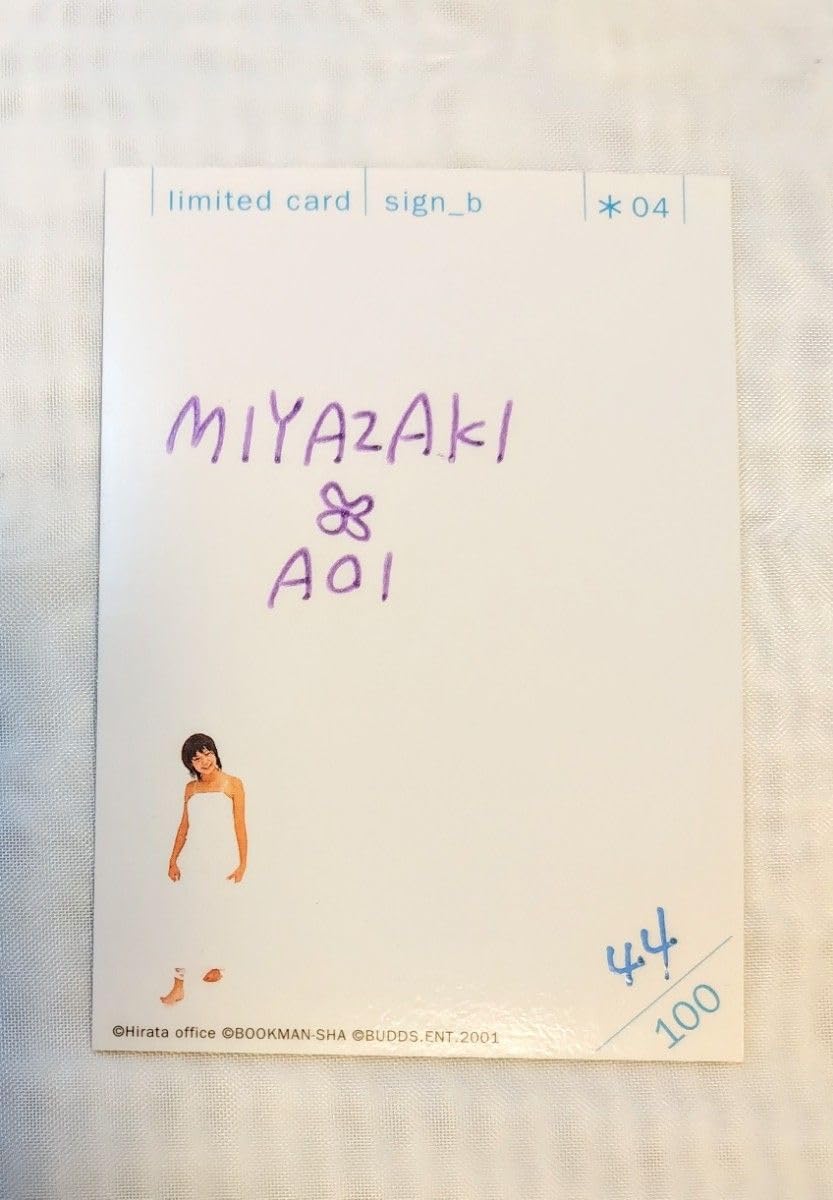 limited card sign_b *04
MIYAZAKI
AOI
44
100
©Hirata office ©BOOKMAN-SHA ©BUDDS.ENT.2001